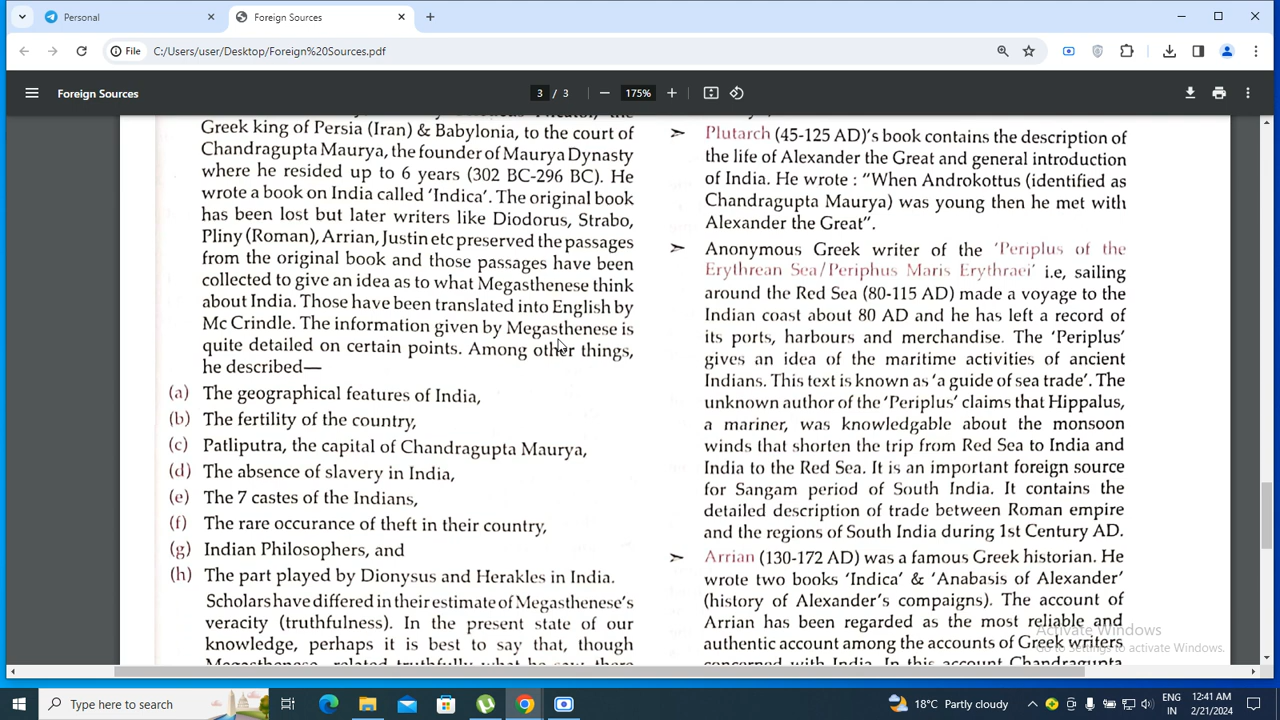 Personal
Foreign Sources
File
C:/Users/user/Desktop/Foreign%20Sources.pdf
Foreign Sources
3 / 3
175%
Greek king of Persia (Iran) & Babylonia, to the court of
Chandragupta Maurya, the founder of Maurya Dynasty
where he resided up to 6 years (302 BC-296 BC). He
wrote a book on India called 'Indica'. The original book
has been lost but later writers like Diodorus, Strabo,
Pliny (Roman), Arrian, Justin etc preserved the passages
from the original book and those passages have been
collected to give an idea as to what Megasthenese think
about India. Those have been translated into English by
Mc Crindle. The information given by Megasthenese is
quite detailed on certain points. Among other things,
he described—
(a) The geographical features of India,
(b) The fertility of the country,
(c) Patliputra, the capital of Chandragupta Maurya,
(d) The absence of slavery in India,
(e) The 7 castes of the Indians,
(f) The rare occurance of theft in their country,
(g) Indian Philosophers, and
(h) The part played by Dionysus and Herakles in India.
Scholars have differed in their estimate of Megasthenese's
veracity (truthfulness). In the present state of our
knowledge, perhaps it is best to say that, though
➢ Plutarch (45-125 AD)'s book contains the description of
the life of Alexander the Great and general introduction
of India. He wrote : "When Androkottus (identified as
Chandragupta Maurya) was young then he met with
Alexander the Great".
➢ Anonymous Greek writer of the 'Periplus of the
Erythrean Sea/Periphus Maris Erythrae' i.e, sailing
around the Red Sea (80-115 AD) made a voyage to the
Indian coast about 80 AD and he has left a record of
its ports, harbours and merchandise. The 'Periplus'
gives an idea of the maritime activities of ancient
Indians. This text is known as 'a guide of sea trade'. The
unknown author of the 'Periplus' claims that Hippalus,
a mariner, was knowledgable about the monsoon
winds that shorten the trip from Red Sea to India and
India to the Red Sea. It is an important foreign source
for Sangam period of South India. It contains the
detailed description of trade between Roman empire
and the regions of South India during 1st Century AD.
➢ Arrian (130-172 AD) was a famous Greek historian. He
wrote two books 'Indica' & 'Anabasis of Alexander'
(history of Alexander's compaigns). The account of
Arrian has been regarded as the most reliable and
authentic account among the accounts of Greek writers
concerned with India. In this account Chandragupta
Activate Windows
Go to Settings to activate Windows.
Type here to search
18°C Partly cloudy
ENG
IN
12:41 AM
2/21/2024